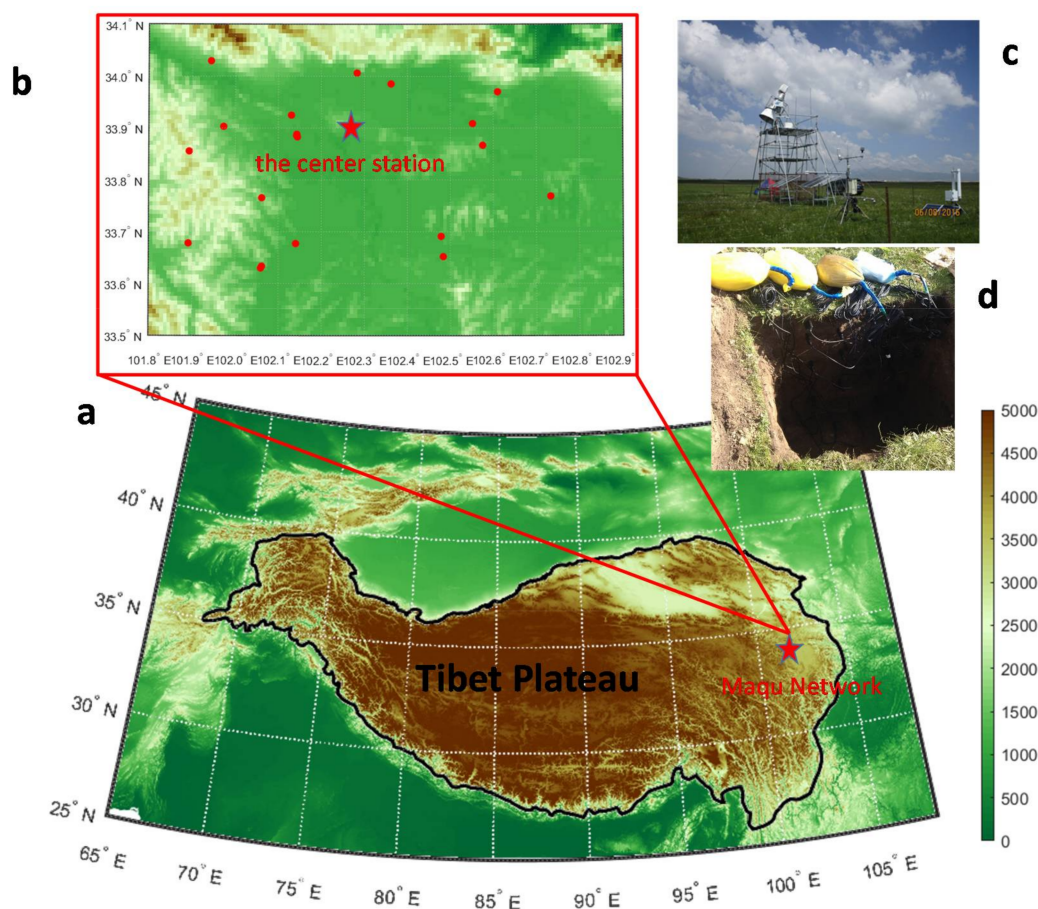 b
34.1° N
34.0° N
33.9° N
33.8° N
33.7° N
33.6° N
33.5° N
the center station
101.8° E101.9° E102.0° E102.1° E102.2° E102.3° E102.4° E102.5° E102.6° E102.7° E102.8° E102.9° E
c
06/08/2016
d
a
45° N
40° N
35° N
30° N
25° N
Tibet Plateau
Maqu Network
65° E
70° E
75° E
80° E
85° E
90° E
95° E
100° E
105° E
5000
4500
4000
3500
3000
2500
2000
1500
1000
500
0